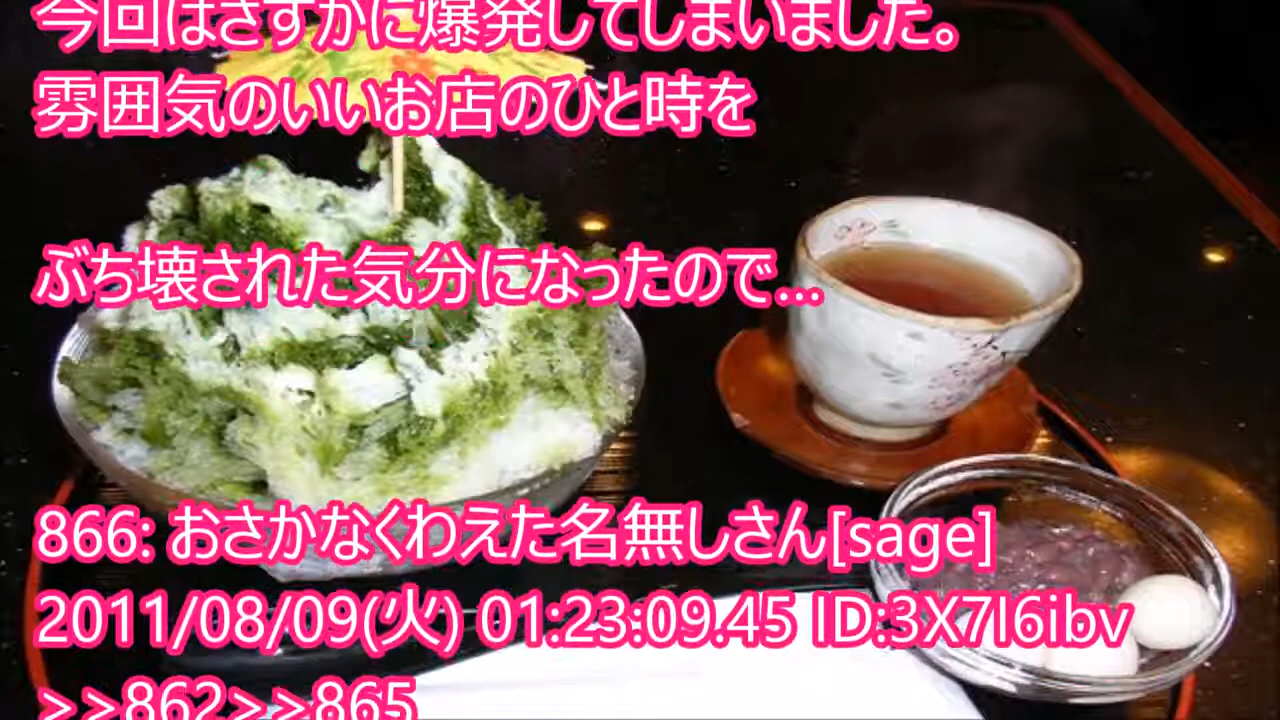 今回はさすがに爆発してしまいました。
雰囲気のいいお店のひと時を
ぶち壊された気分になったので…
866: おさかなくわえた名無しさん[sage]
2011/08/09(火) 01:23:09.45 ID:3X7l6ibv
>>862>>865